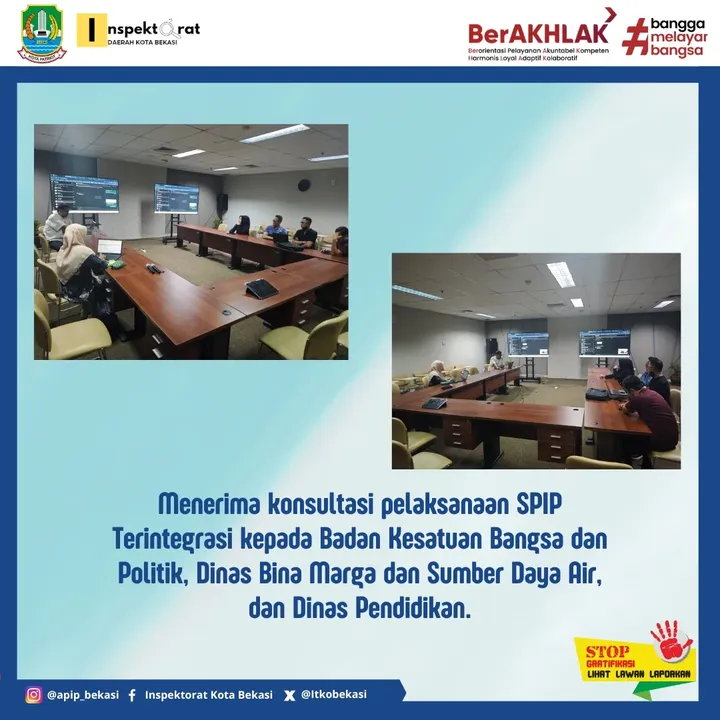 KOTA PATRIOT
Inspektorat
DAERAH KOTA BEKASI
BerAKHLAK
Berorientasi Pelayanan Akuntabel Kompeten
Harmonis Loyal Adaptif Kolaboratif
#bangga
melayani
bangsa
Menerima konsultasi pelaksanaan SPIP
Terintegrasi kepada Badan Kesatuan Bangsa dan
Politik, Dinas Bina Marga dan Sumber Daya Air,
dan Dinas Pendidikan.
STOP
GRATIFIKASI
LIHAT LAWAN LAPORKAN
@apip_bekasi Inspektorat Kota Bekasi @Itkobekasi